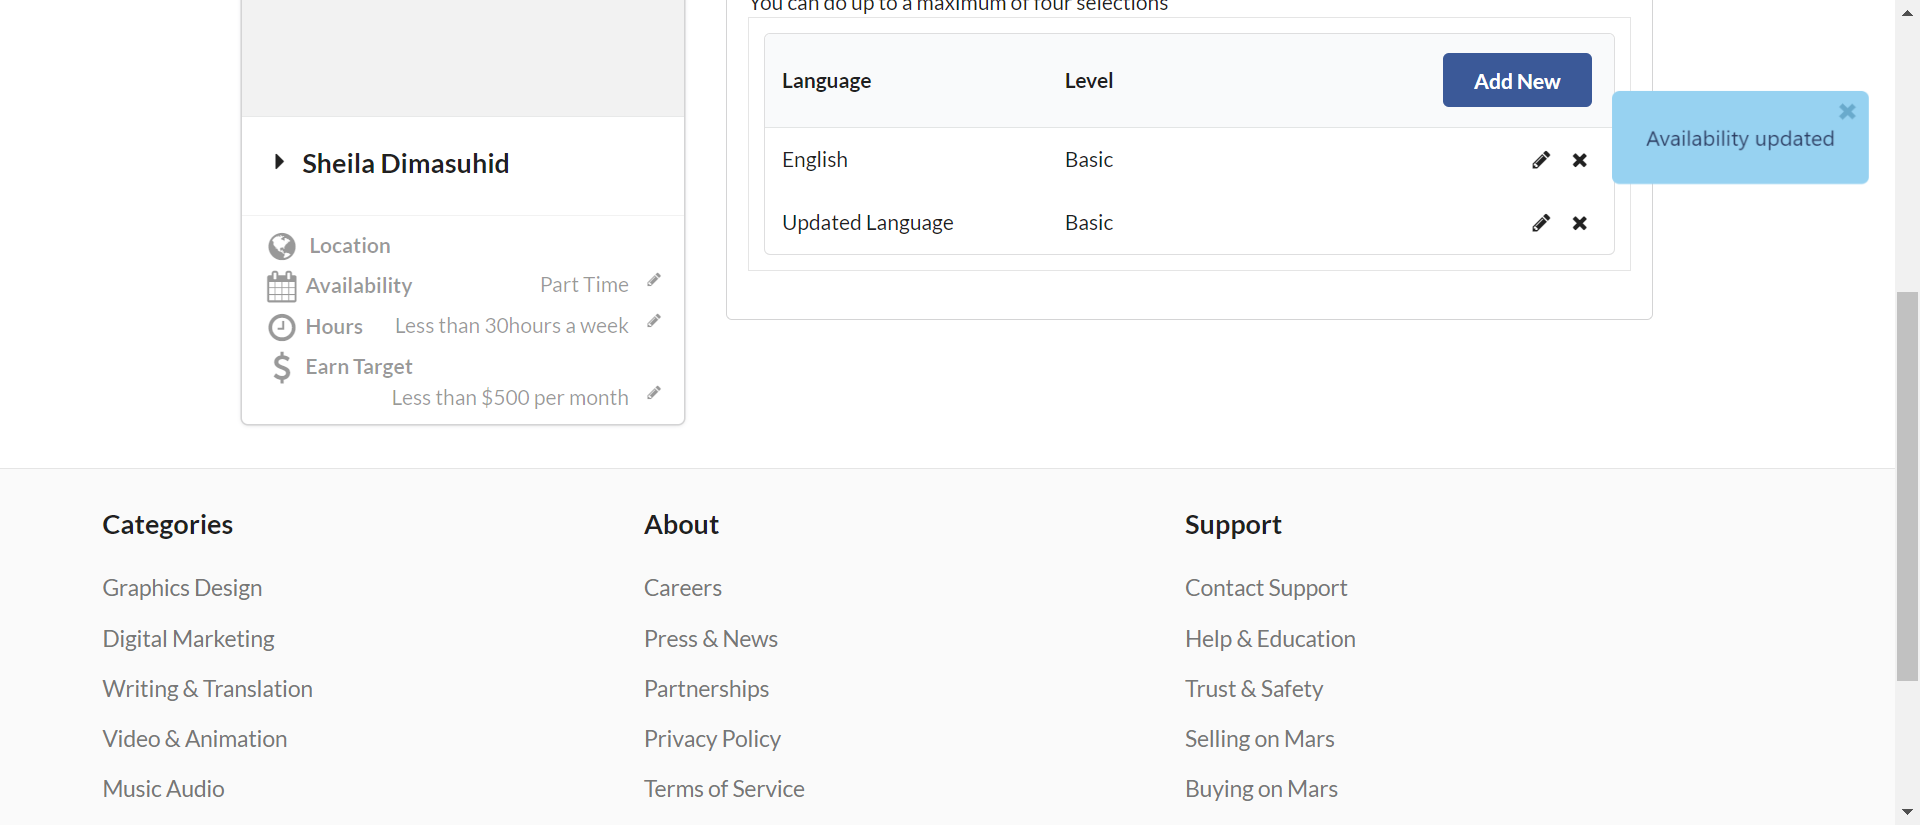 You can do up to a maximum of four selections
Language Level Add New
English Basic
Updated Language Basic
Availability updated
Sheila Dimasuhid
Location
Availability Part Time
Hours Less than 30hours a week
Earn Target
Less than $500 per month
Categories
Graphics Design
Digital Marketing
Writing & Translation
Video & Animation
Music Audio
About
Careers
Press & News
Partnerships
Privacy Policy
Terms of Service
Support
Contact Support
Help & Education
Trust & Safety
Selling on Mars
Buying on Mars